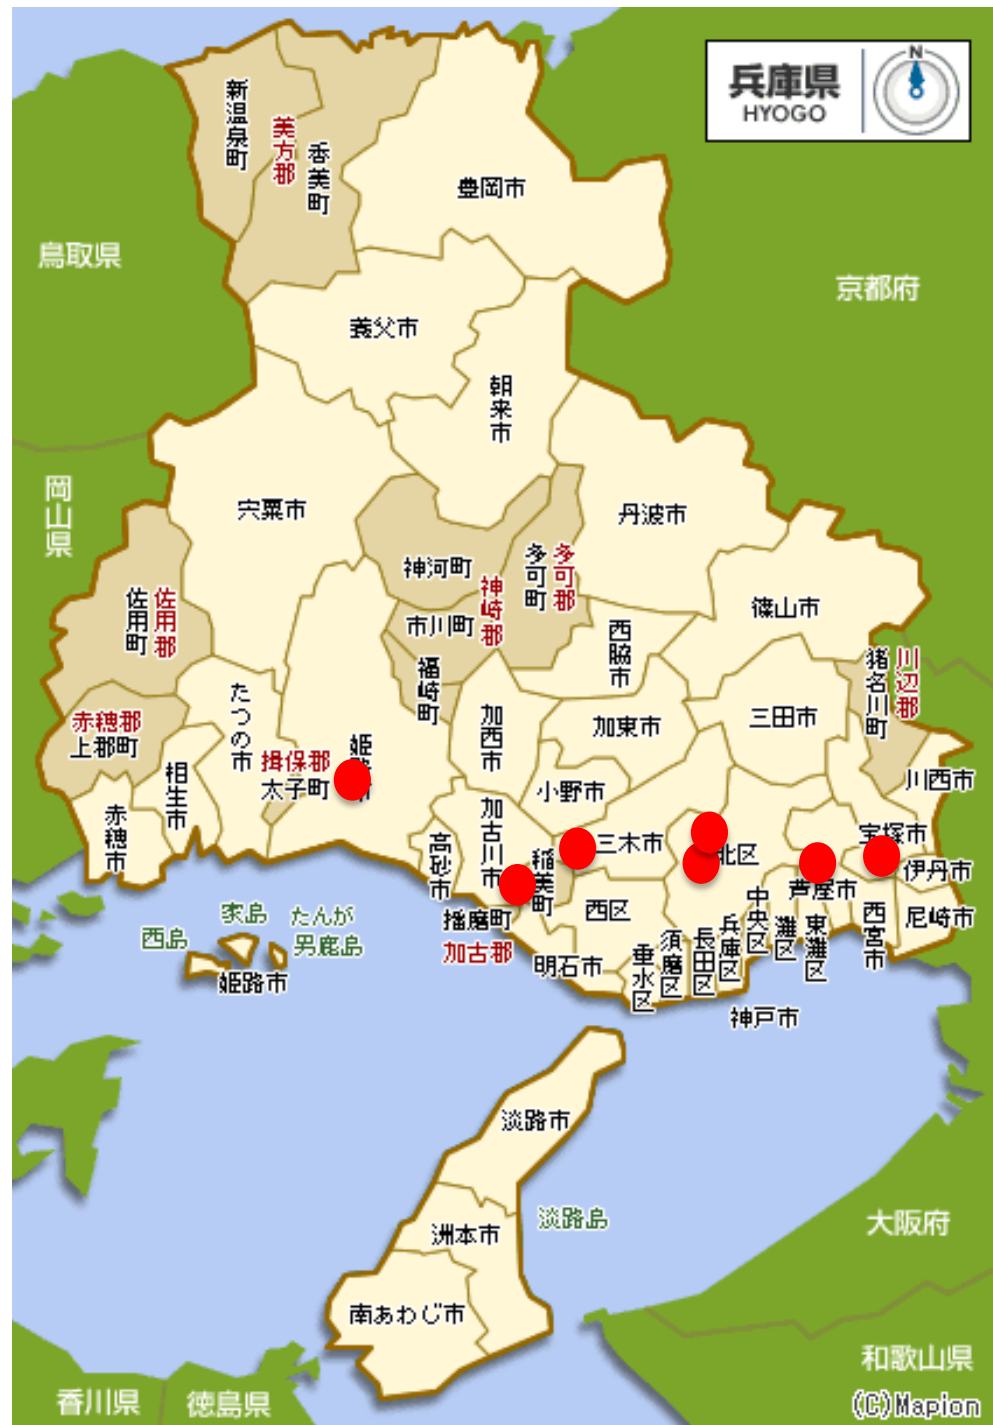 兵庫県
HYOGO
N
新温泉町
美方郡
香美町
豊岡市
鳥取県
京都府
養父市
朝来市
岡山県
宍粟市
丹波市
神河町
神崎郡
多可町
多可郡
市川町
佐用町
佐用郡
篠山市
西脇市
福崎町
猪名川町
川辺郡
赤穂郡
上郡町
たつの市
加西市
加東市
三田市
相生市
揖保郡
太子町
小野市
川西市
赤穂市
加古川市
高砂市
稲美町
三木市
北区
宝塚市
伊丹市
芦屋市
播磨町
加古郡
西区
中央区
灘区
東灘区
西宮市
尼崎市
兵庫区
長田区
須磨区
垂水区
明石市
神戸市
家島
西島
たんが
男鹿島
姫路市
淡路市
淡路島
洲本市
南あわじ市
大阪府
和歌山県
香川県
徳島県
(C)Mapion